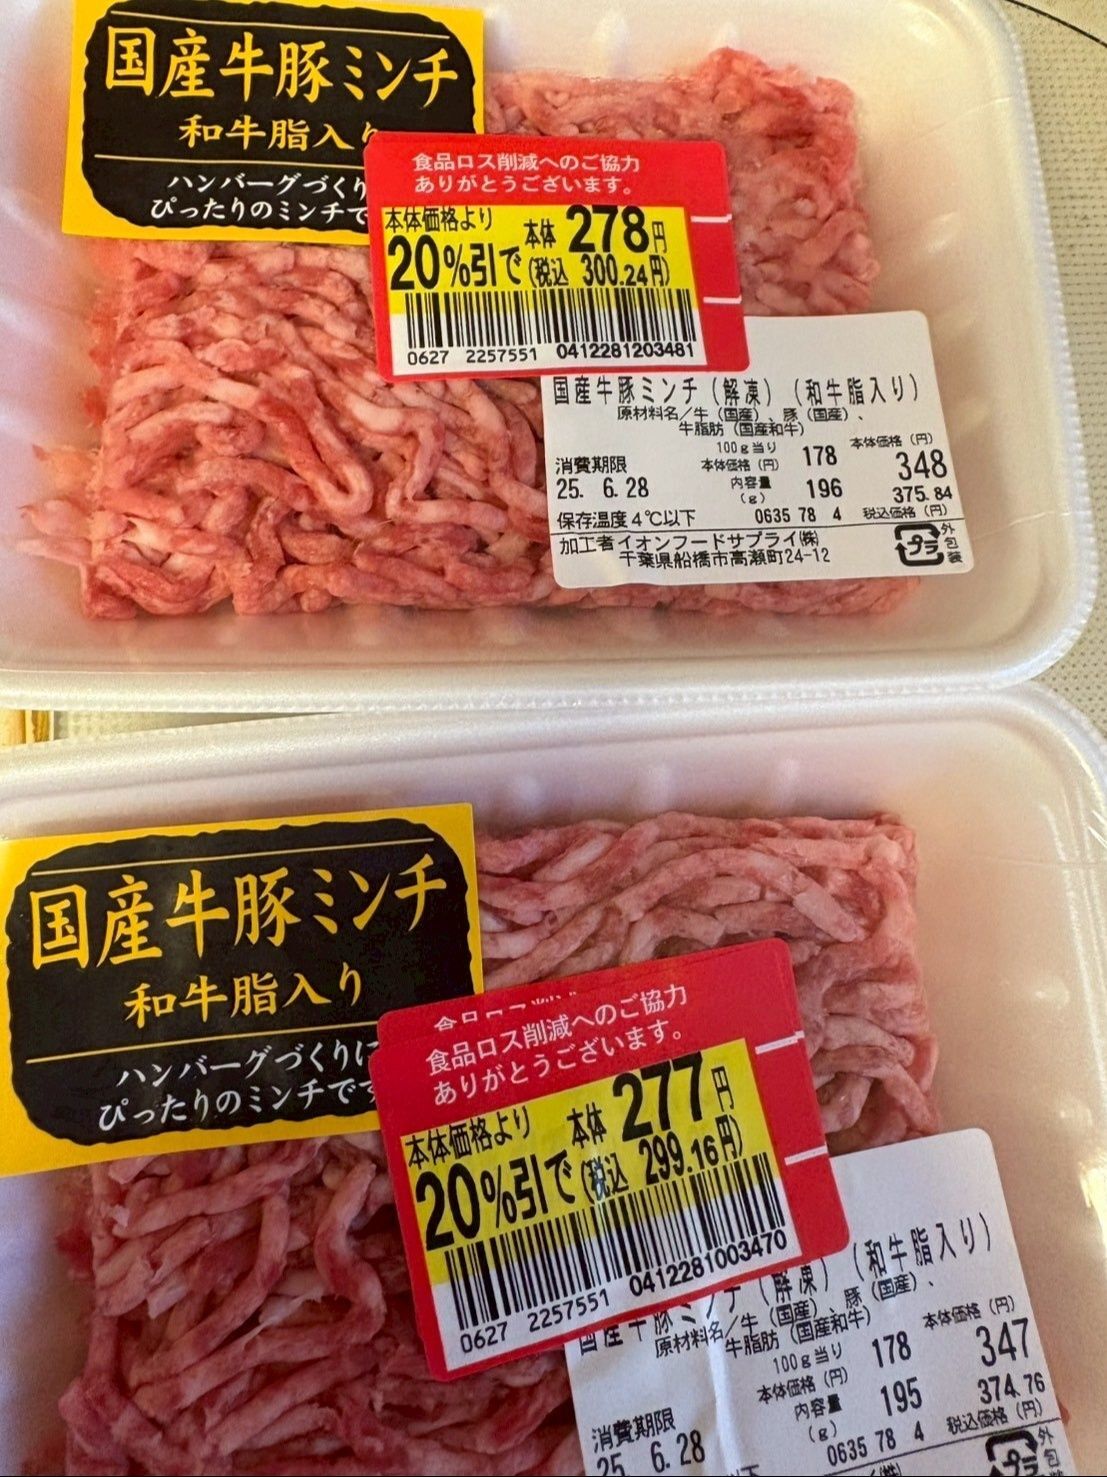 国産牛豚ミンチ
和牛脂入り
ハンバーグづくり
ぴったりのミンチで
食品ロス削減へのご協力
ありがとうございます。
本体価格より
20%引で
本体 278円
(税込 300.24円)
0627 2257551 0412281203481
国産牛豚ミンチ(解凍)(和牛脂入り)
原材料名/牛(国産)、豚(国産)、
牛脂肪(国産和牛)
消費期限
25. 6.28
100g当り
本体価格(円) 178
内容量
(g) 196
本体価格(円)
348
375.84
税込価格(円)
保存温度4℃以下
0635 78 4
加工者イオンフードサプライ㈱
千葉県船橋市高瀬町24-12
プラ
外包装
国産牛豚ミンチ
和牛脂入り
ハンバーグづくりに
ぴったりのミンチです
食品ロス削減へのご協力
ありがとうございます。
本体価格より
20%引で
本体 277円
(税込 299.16円)
0627 2257551 0412281003470
国産牛豚ミンチ(解凍)(和牛脂入り)
原材料名/牛(国産)、豚(国産)、
牛脂肪(国産和牛)
消費期限
25 6.28
100g当り
本体価格(円) 178
内容量
(g) 195
本体価格(円)
347
374.76
税込価格(円)
0635 78 4
プラ
外包